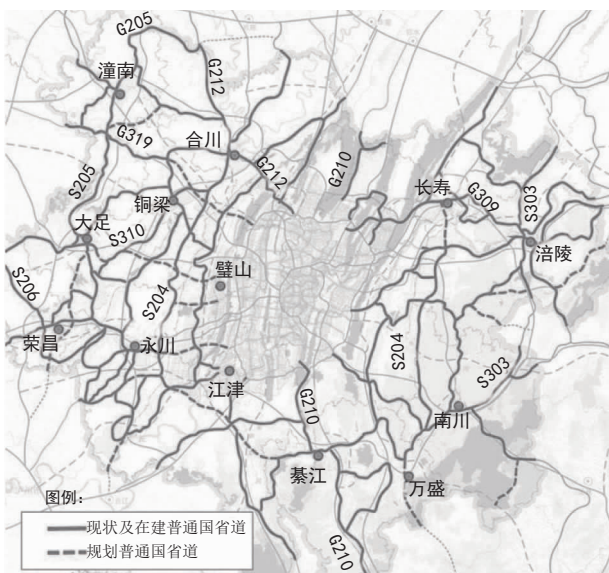 G205
潼南
G212
G319
合川
G212
G210
S205
铜梁
长寿
G309
S303
大足
S310
涪陵
璧山
S206
S204
荣昌
永川
江津
S204
S303
G210
南川
綦江
万盛
图例：
现状及在建普通国省道
规划普通国省道
G210